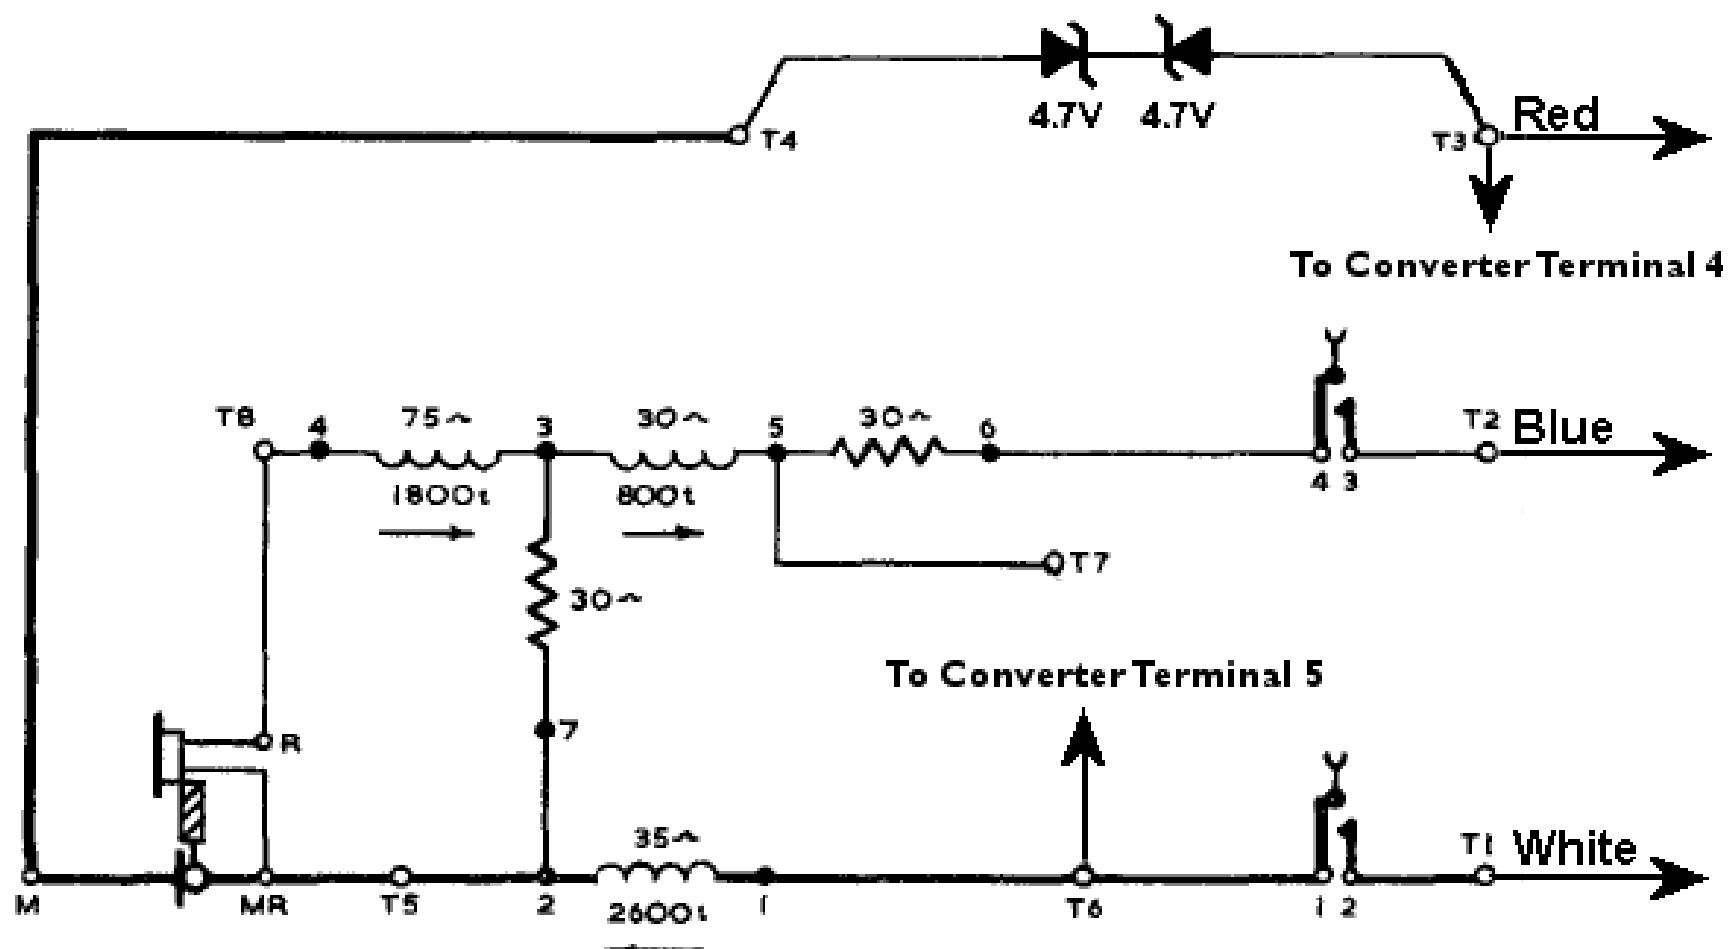 Red
4.7V 4.7V
T4
T3
To Converter Terminal 4
T8 4 75~ 3 30~ 5 30~ 6
T2 Blue
1800t 800t
4 3
T7
30~
To Converter Terminal 5
7
R
35~
T1 White
M MR T5 2 2600t 1 T6 1 2